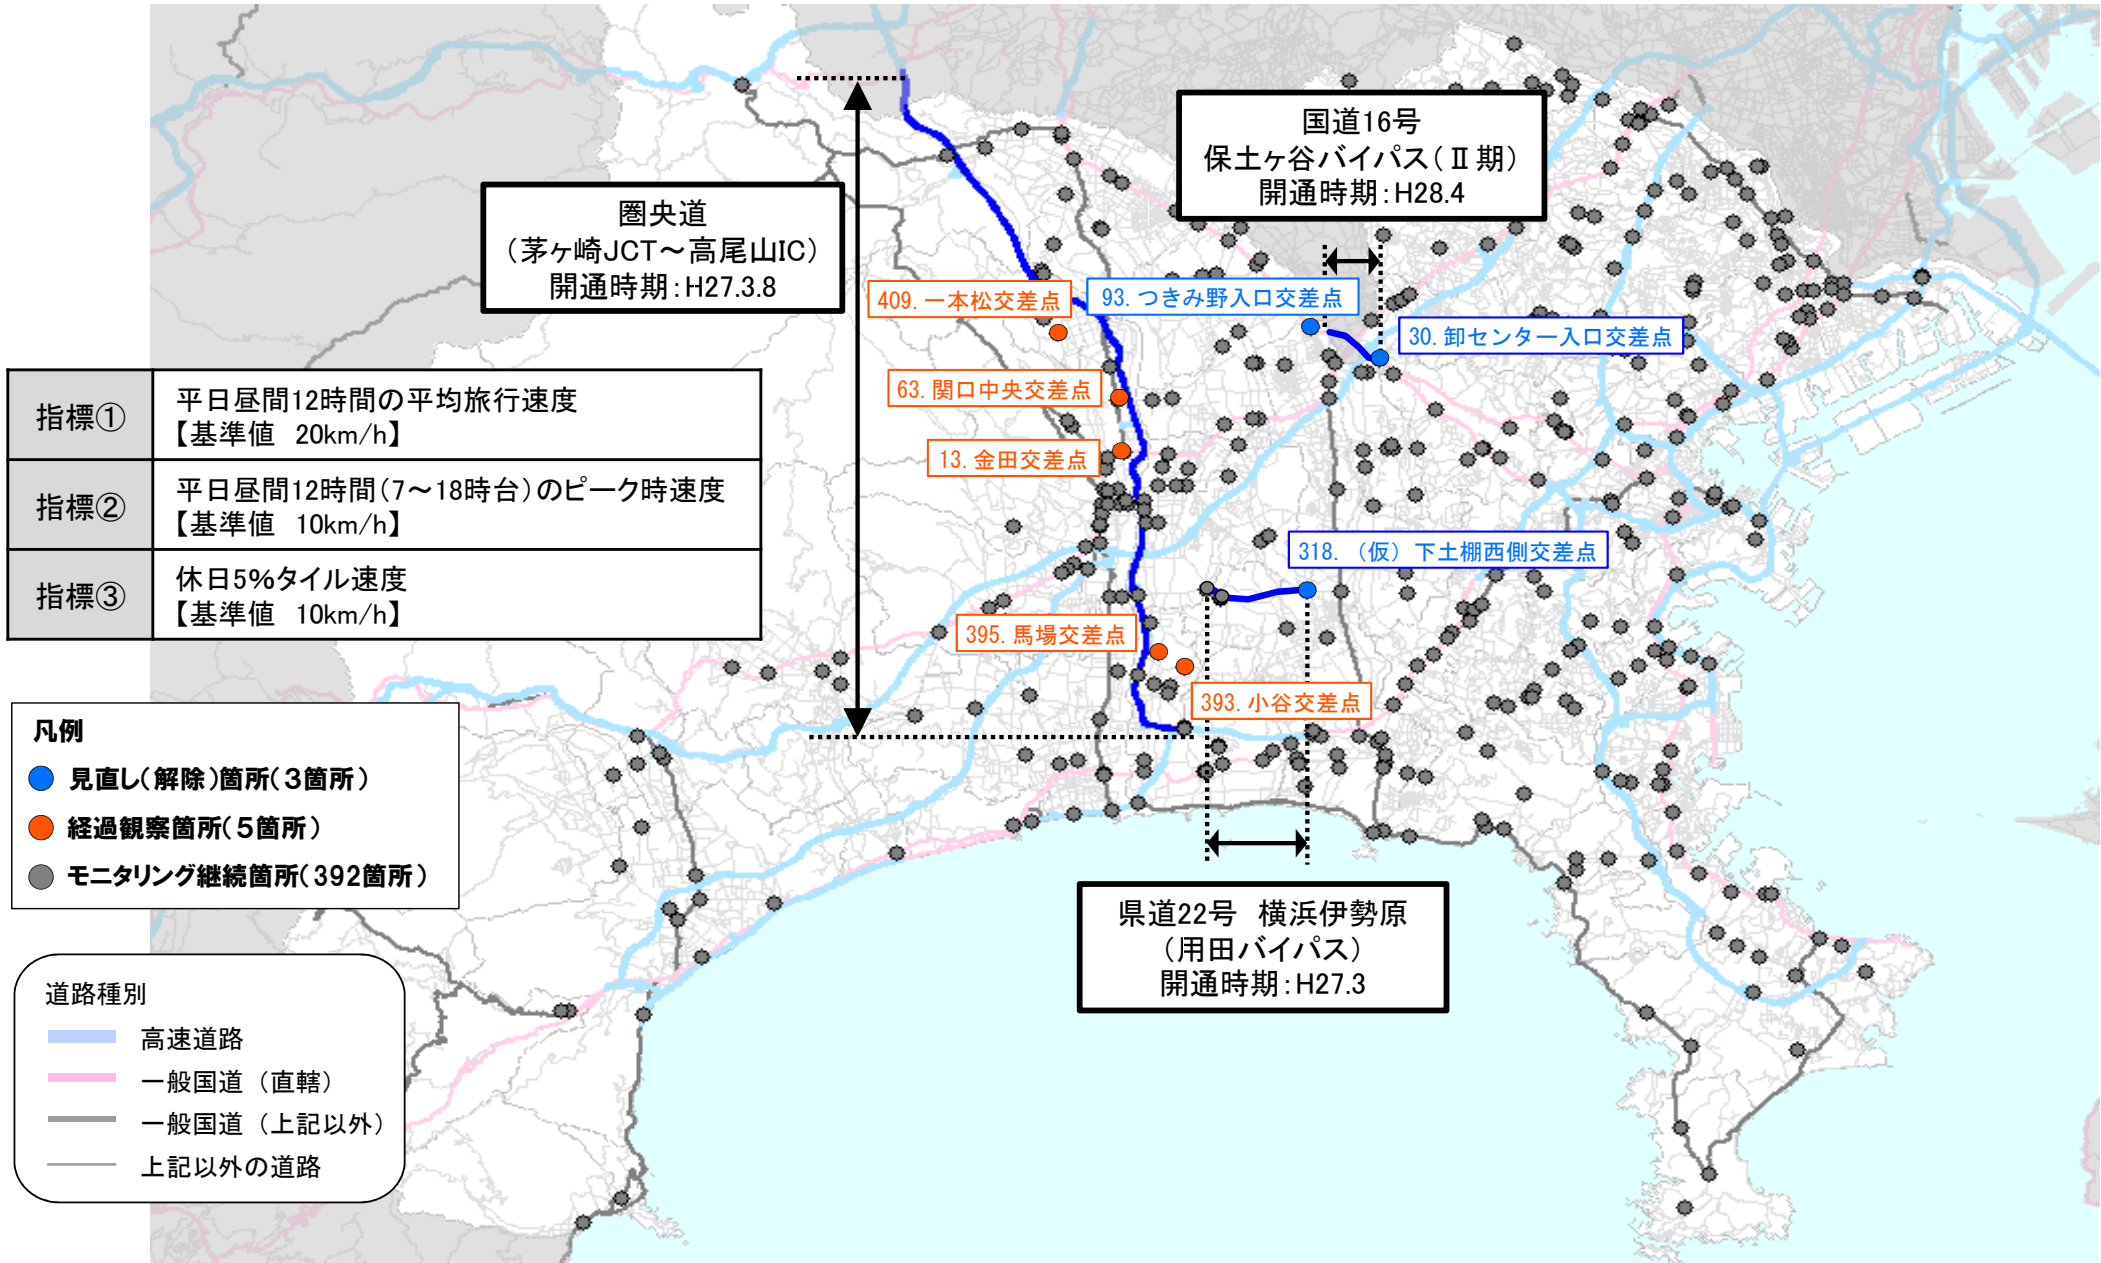 国道16号
保土ヶ谷バイパス(Ⅱ期)
開通時期:H28.4
圏央道
(茅ヶ崎JCT～高尾山IC)
開通時期:H27.3.8
409. 一本松交差点
93. つきみ野入口交差点
30. 卸センター入口交差点
63. 関口中央交差点
13. 金田交差点
指標①
平日昼間12時間の平均旅行速度
【基準値 20km/h】
指標②
平日昼間12時間(7～18時台)のピーク時速度
【基準値 10km/h】
指標③
休日5%タイル速度
【基準値 10km/h】
318. (仮) 下土棚西側交差点
395. 馬場交差点
393. 小谷交差点
凡例
見直し(解除)箇所(3箇所)
経過観察箇所(5箇所)
モニタリング継続箇所(392箇所)
県道22号 横浜伊勢原
(用田バイパス)
開通時期:H27.3
道路種別
高速道路
一般国道 (直轄)
一般国道 (上記以外)
上記以外の道路